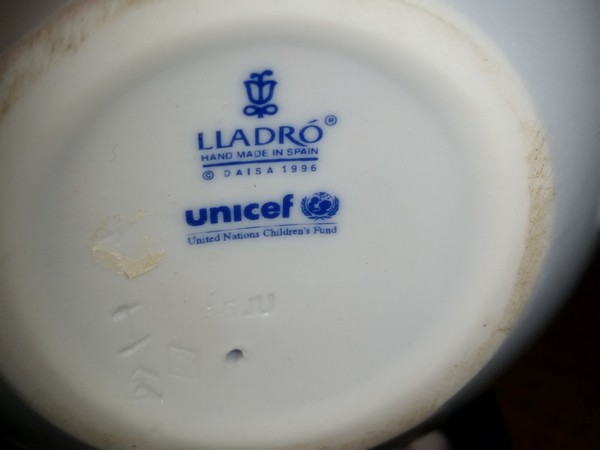 LLADRÓ®
HAND MADE IN SPAIN
© DAISA 1996
unicef
United Nations Children's Fund